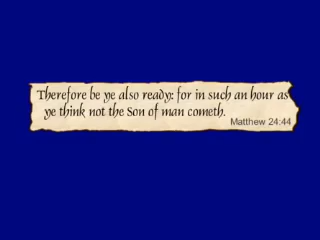 Therefore be ye also ready: for in such an hour as
ye think not the Son of man cometh.
Matthew 24:44